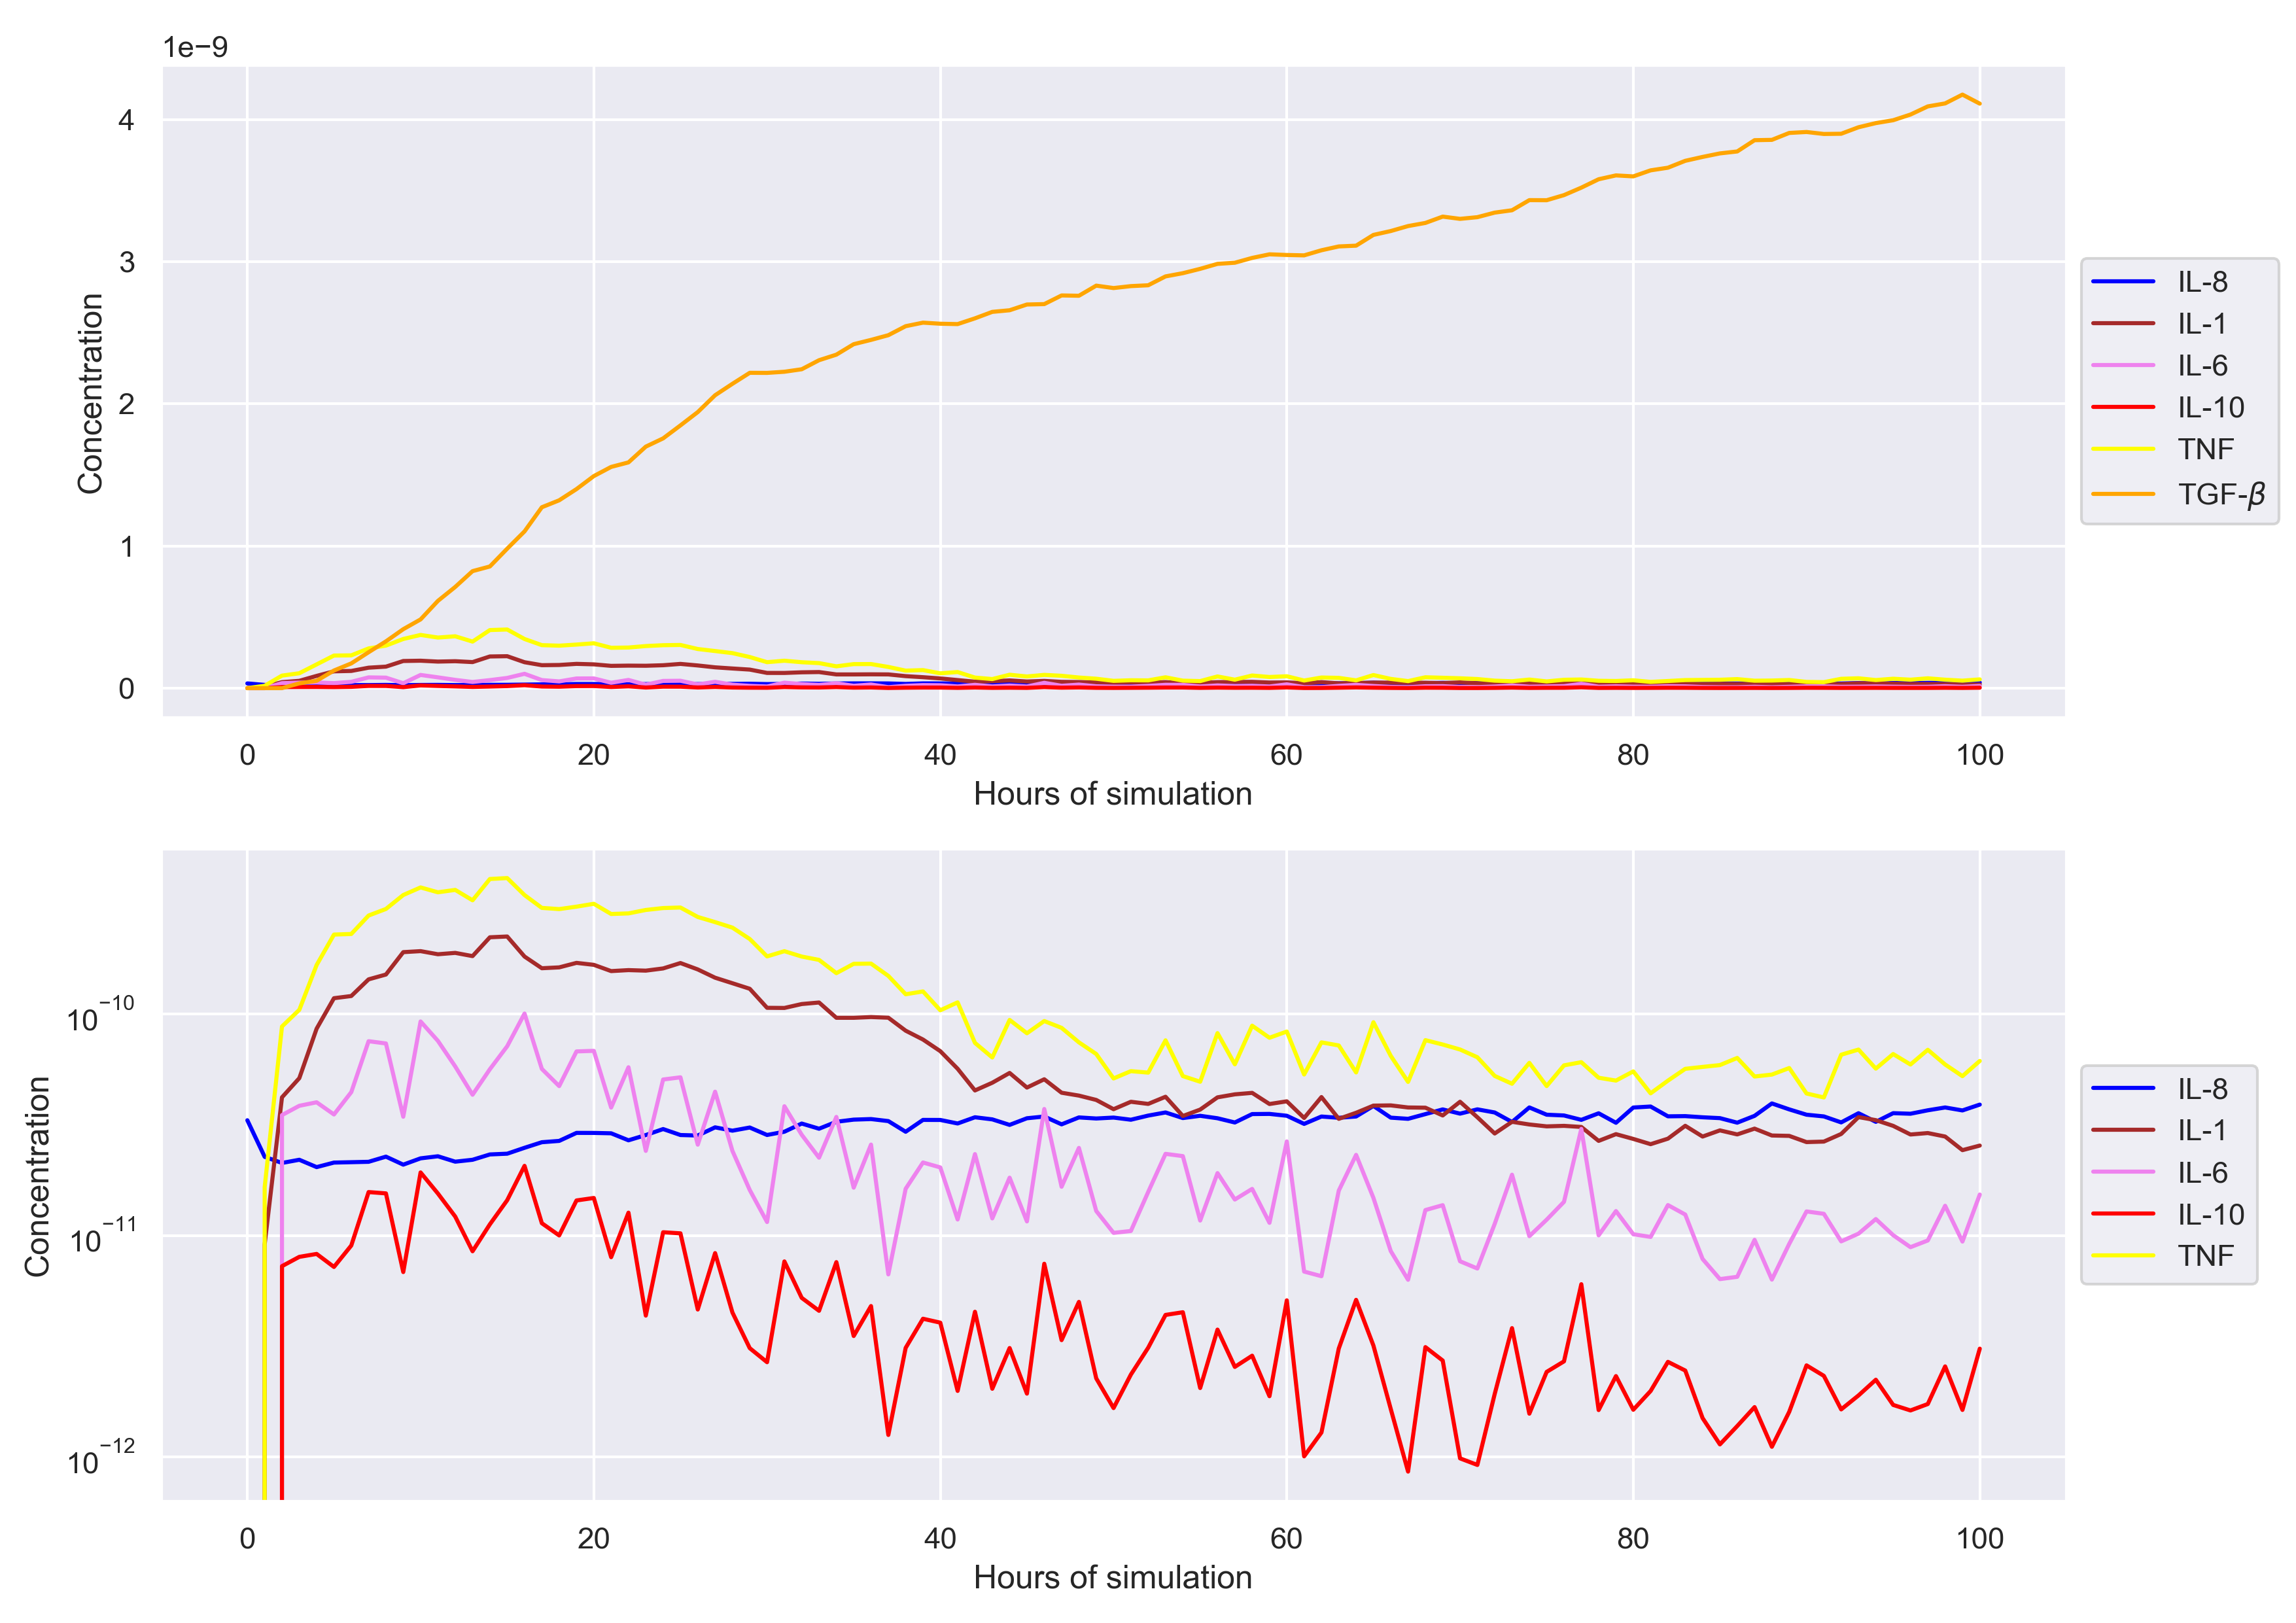 1e−9
4
3
2
1
0
Concentration
0 20 40 60 80 100
Hours of simulation
IL-8
IL-1
IL-6
IL-10
TNF
TGF-β
10⁻¹⁰
10⁻¹¹
10⁻¹²
Concentration
0 20 40 60 80 100
Hours of simulation
IL-8
IL-1
IL-6
IL-10
TNF